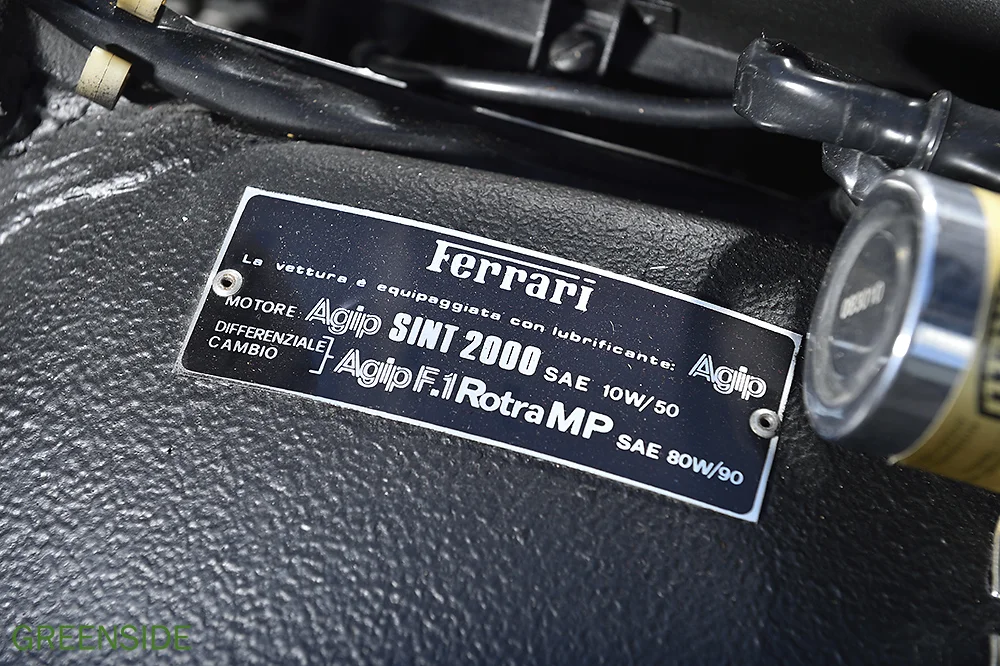 Ferrari
La vettura é equipaggiata con lubrificante: Agip
MOTORE: Agip SINT 2000 SAE 10W/50
DIFFERENZIALE
CAMBIO
Agip F.1 Rotra MP SAE 80W/90
GREENSIDE